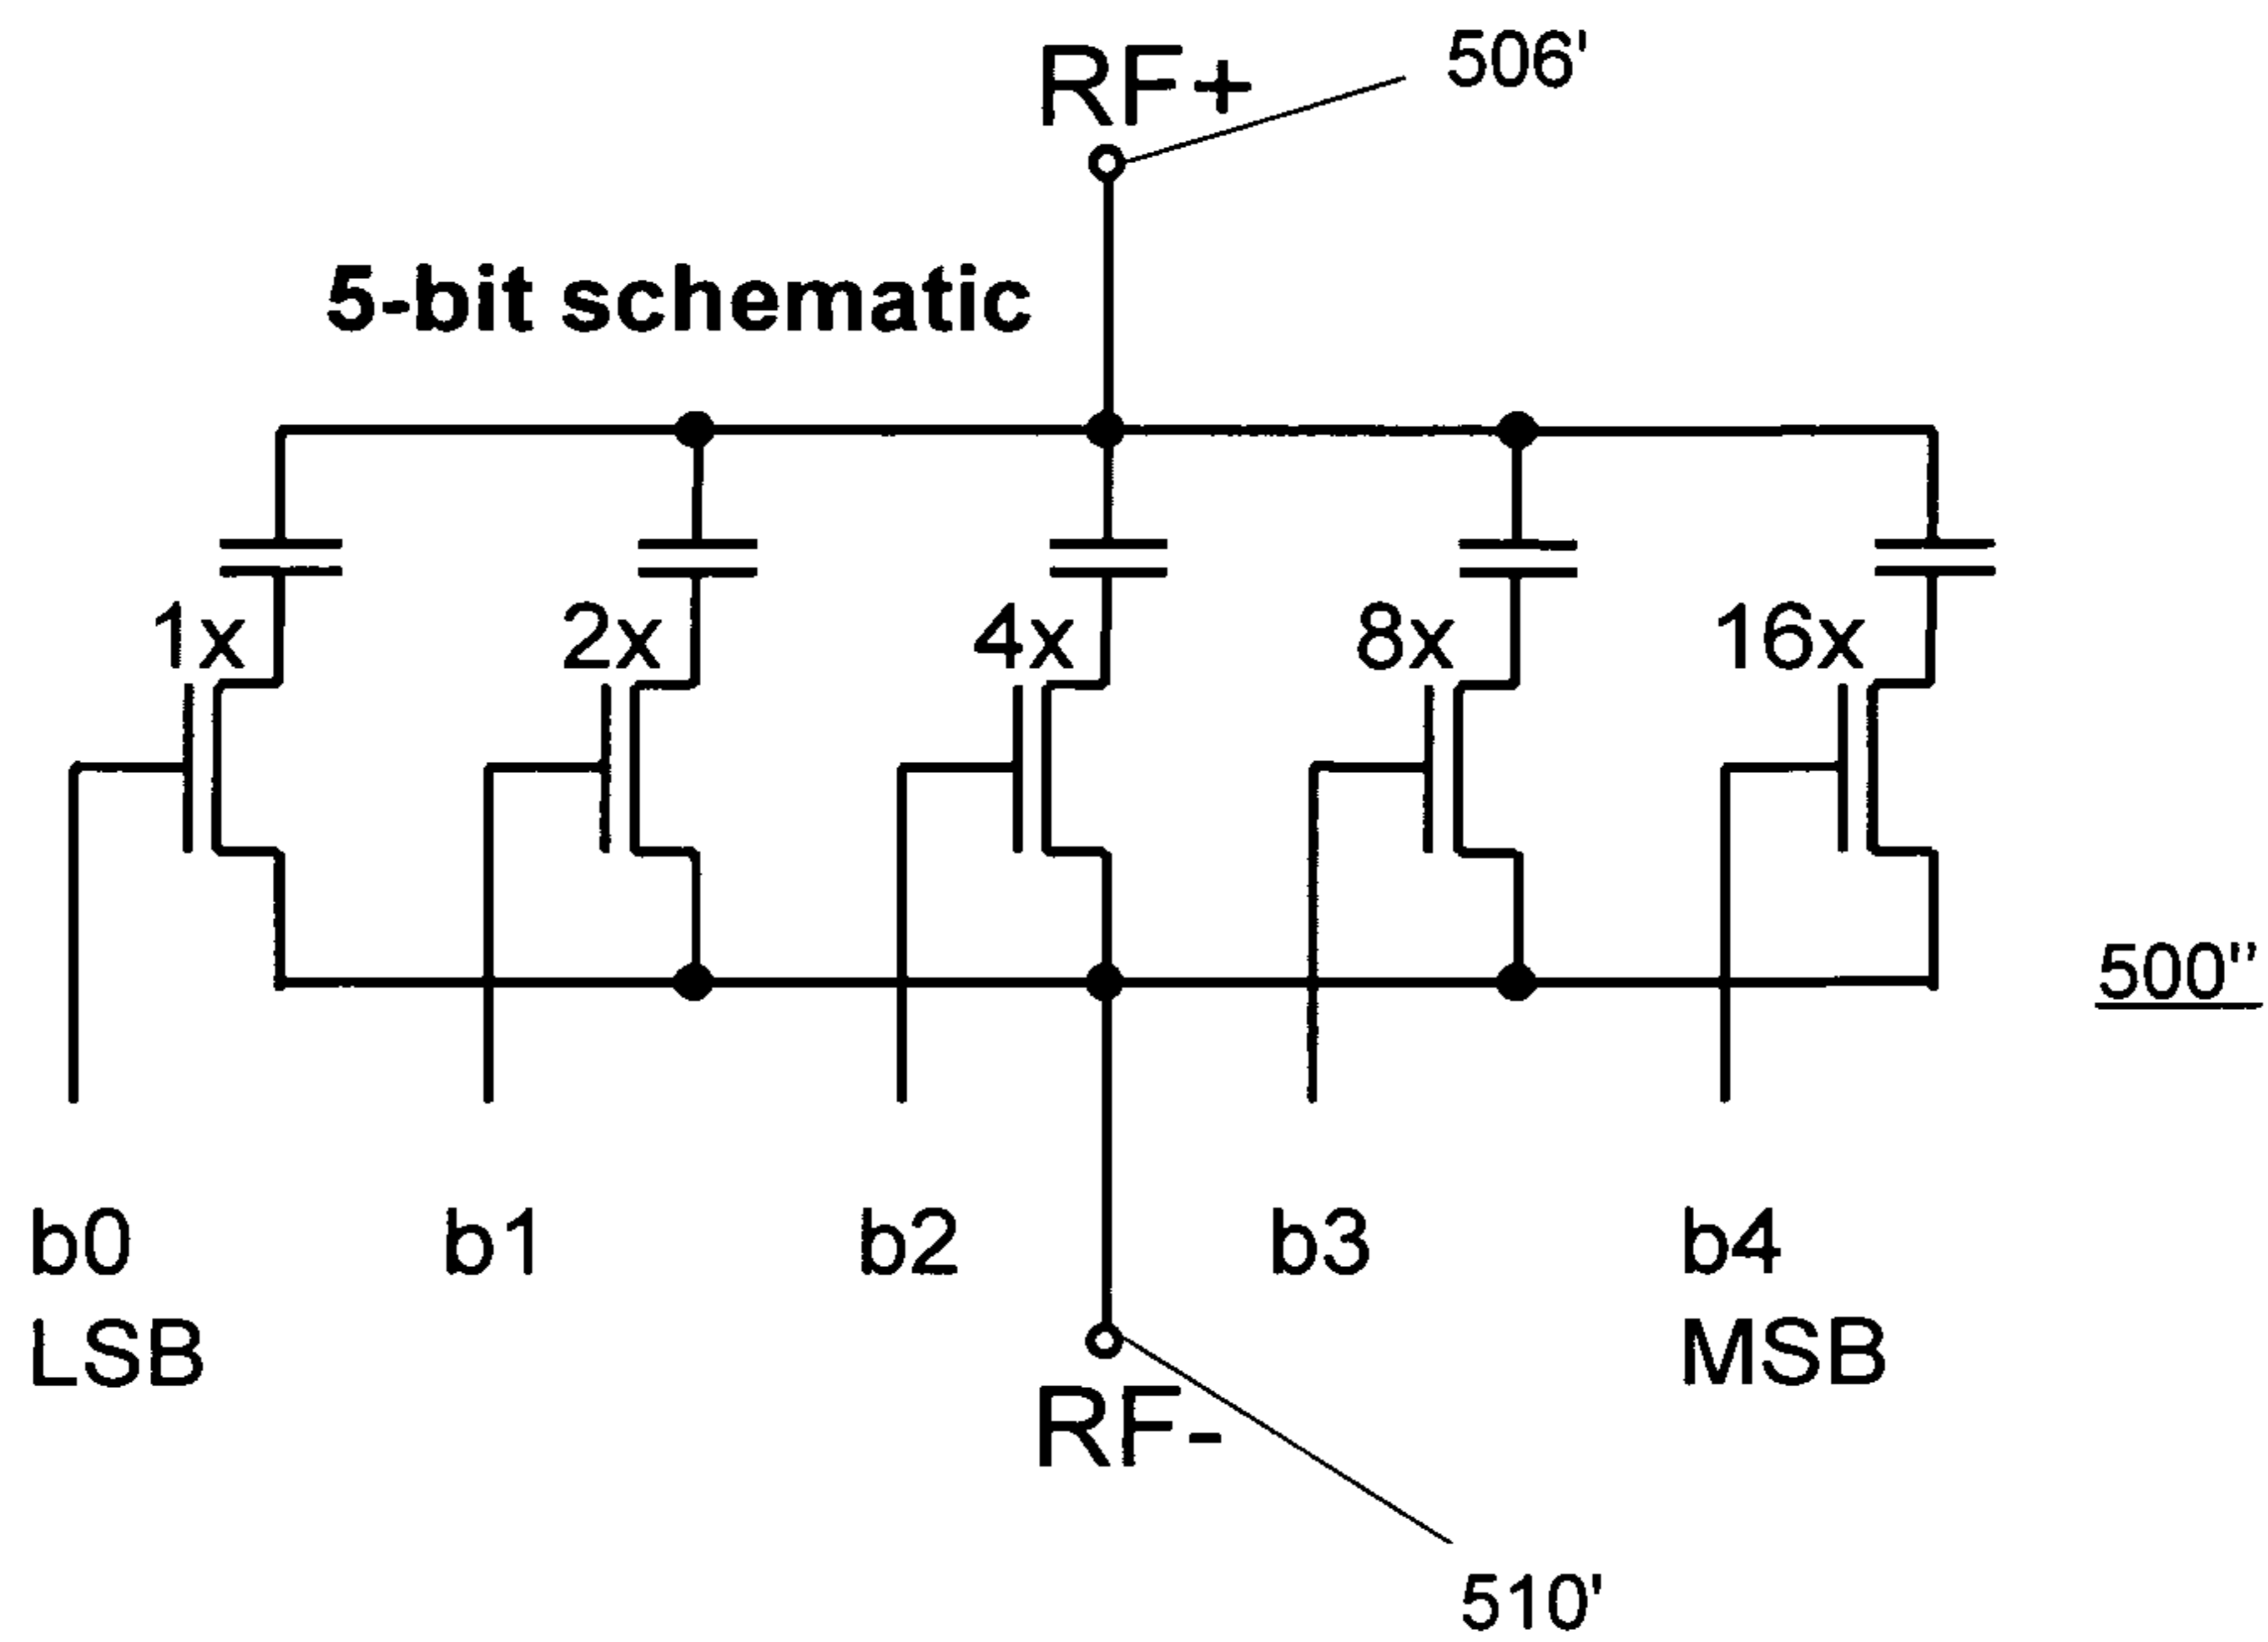 506'
RF+
5-bit schematic
1x 2x 4x 8x 16x
500"
b0 b1 b2 b3 b4
LSB MSB
RF-
510'